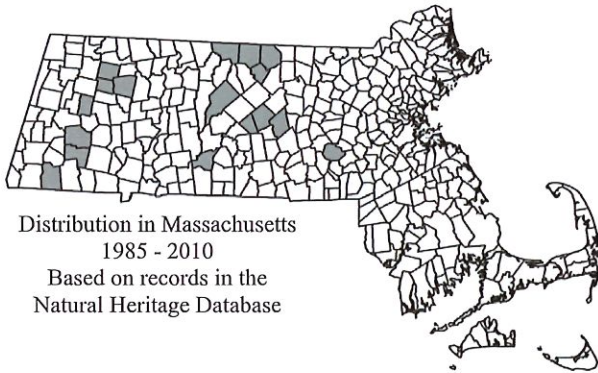 Distribution in Massachusetts
1985 - 2010
Based on records in the
Natural Heritage Database